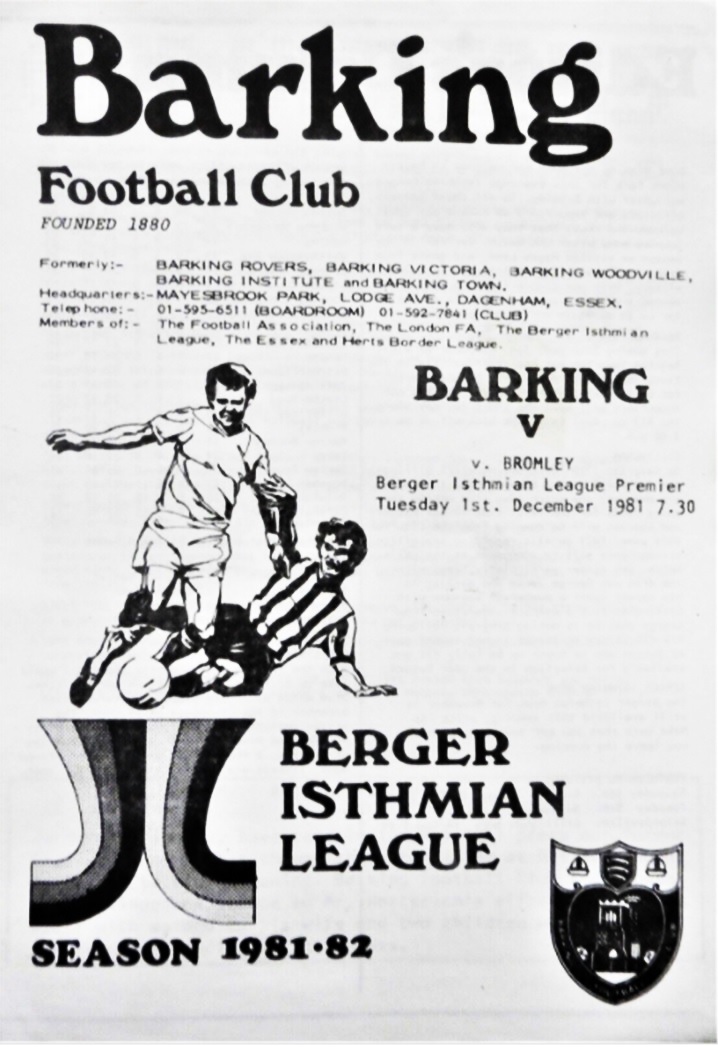 Barking
Football Club
FOUNDED 1880
Formerly:- BARKING ROVERS, BARKING VICTORIA, BARKING WOODVILLE,
BARKING INSTITUTE and BARKING TOWN.
Headquarters:- MAYESBROOK PARK, LODGE AVE., DAGENHAM, ESSEX.
Telephone:- 01-595-6511 (BOARDROOM) 01-592-7841 (CLUB)
Members of:- The Football Association, The London FA, The Berger Isthmian
League, The Essex and Herts Border League.
BARKING
V
v. BROMLEY
Berger Isthmian League Premier
Tuesday 1st. December 1981 7.30
BERGER
ISTHMIAN
LEAGUE
SEASON 1981·82